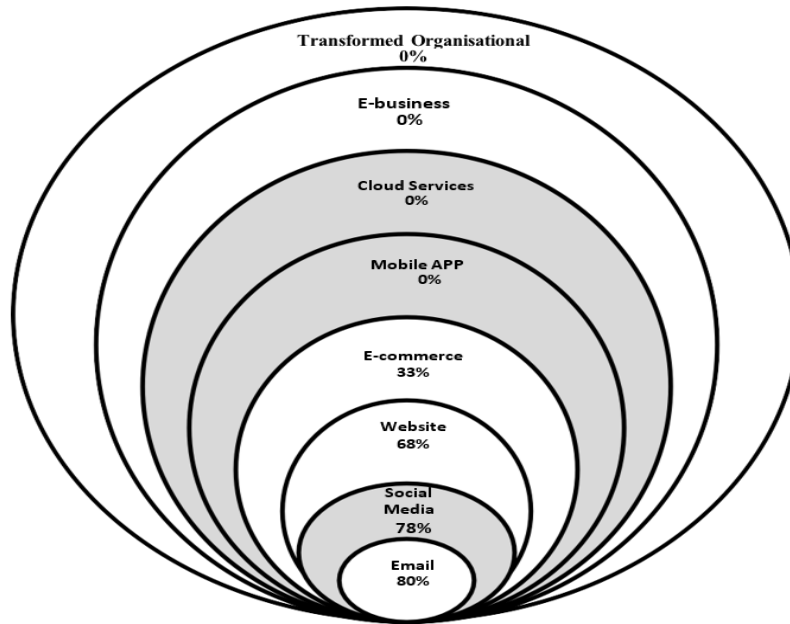 Transformed Organisational
0%
E-business
0%
Cloud Services
0%
Mobile APP
0%
E-commerce
33%
Website
68%
Social
Media
78%
Email
80%